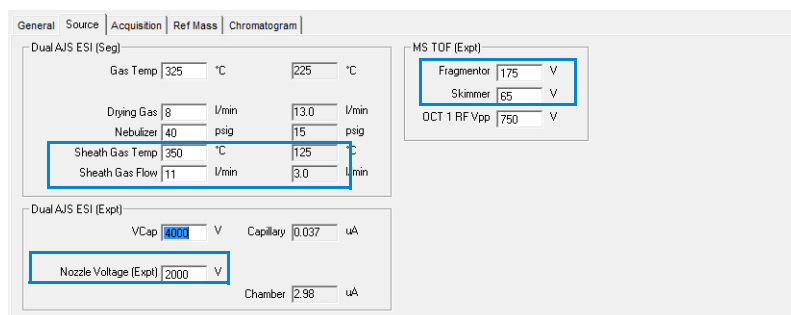 General Source Acquisition Ref Mass Chromatogram
Dual AJS ESI (Seg)
Gas Temp 325 °C 225 °C
Drying Gas 8 l/min 13.0 l/min
Nebulizer 40 psig 15 psig
Sheath Gas Temp 350 °C 125 °C
Sheath Gas Flow 11 l/min 3.0 l/min
Dual AJS ESI (Expt)
VCap 4000 V Capillary 0.037 uA
Nozzle Voltage (Expt) 2000 V
Chamber 2.98 uA
MS TOF (Expt)
Fragmentor 175 V
Skimmer 65 V
OCT 1 RF Vpp 750 V